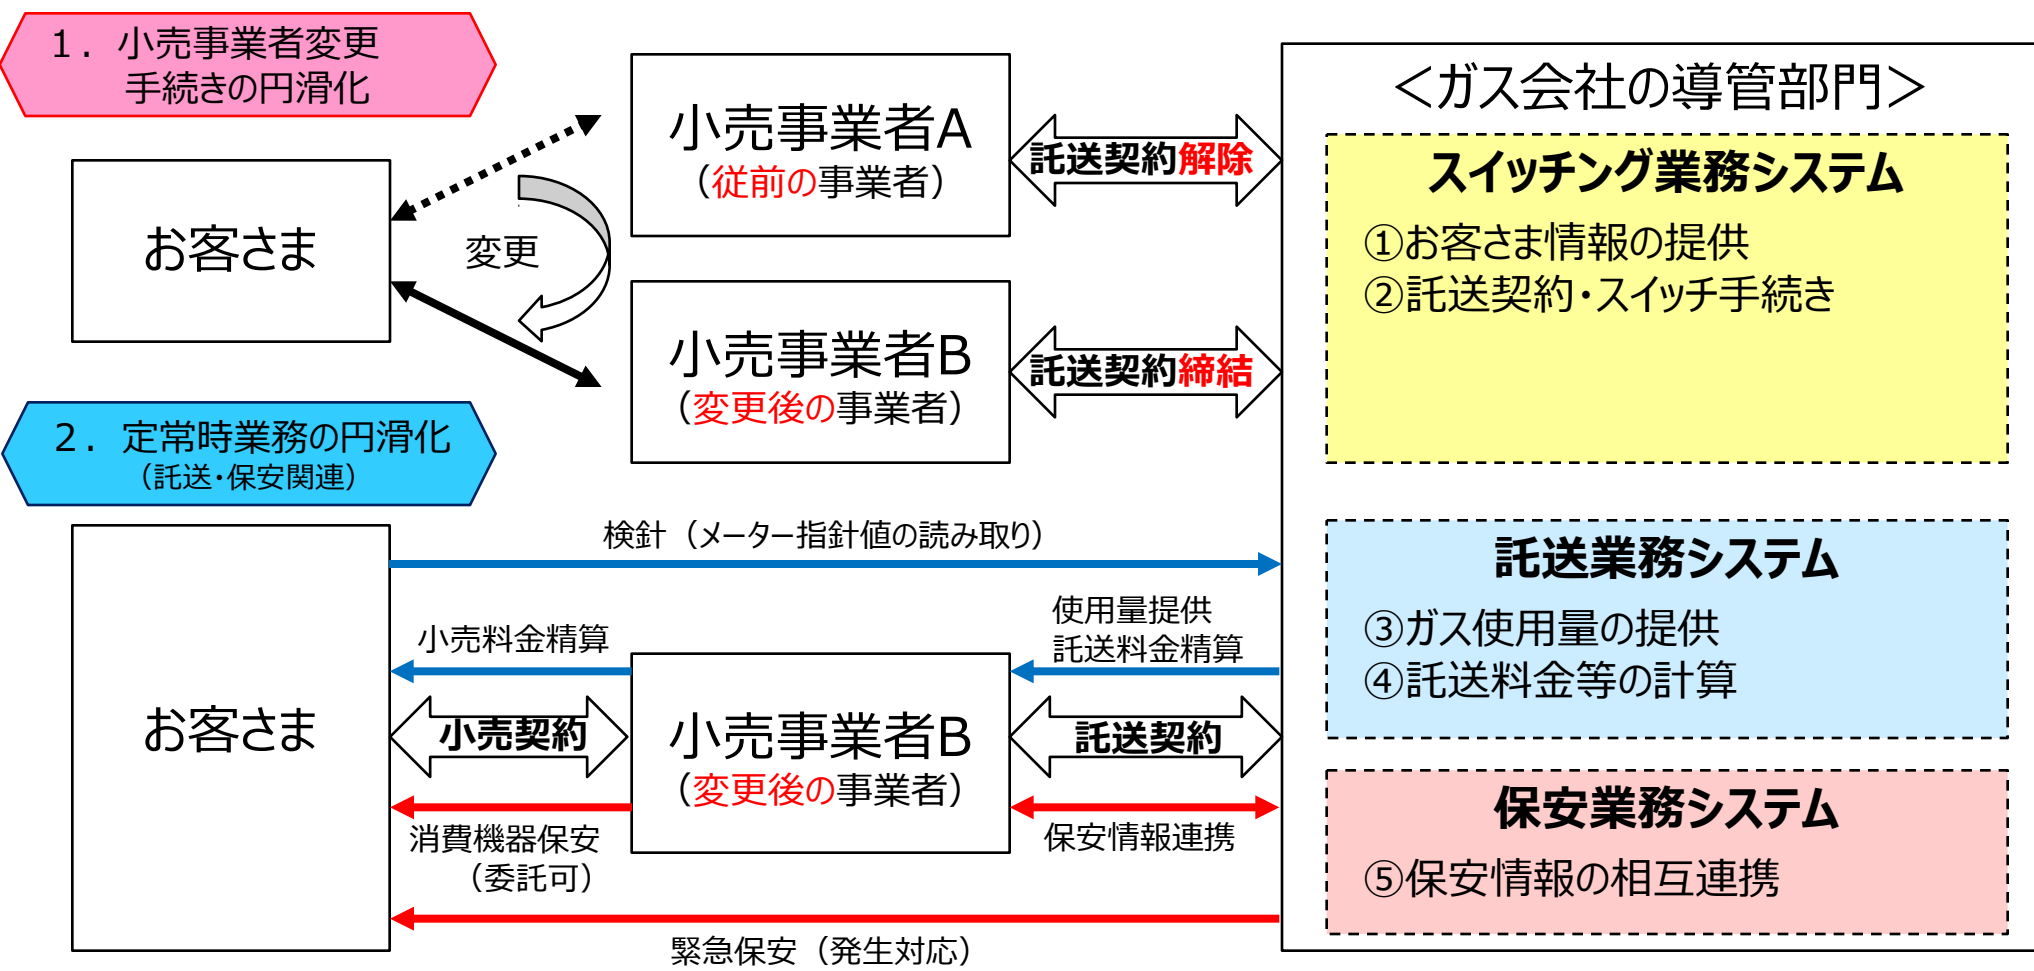 １．小売事業者変更
手続きの円滑化
お客さま
変更
小売事業者A
（従前の事業者）
託送契約解除
小売事業者B
（変更後の事業者）
託送契約締結
＜ガス会社の導管部門＞
スイッチング業務システム
①お客さま情報の提供
②託送契約・スイッチ手続き
２．定常時業務の円滑化
（託送・保安関連）
お客さま
検針（メーター指針値の読み取り）
小売料金精算
使用量提供
託送料金精算
小売契約
小売事業者B
（変更後の事業者）
託送契約
消費機器保安
（委託可）
保安情報連携
緊急保安（発生対応）
託送業務システム
③ガス使用量の提供
④託送料金等の計算
保安業務システム
⑤保安情報の相互連携